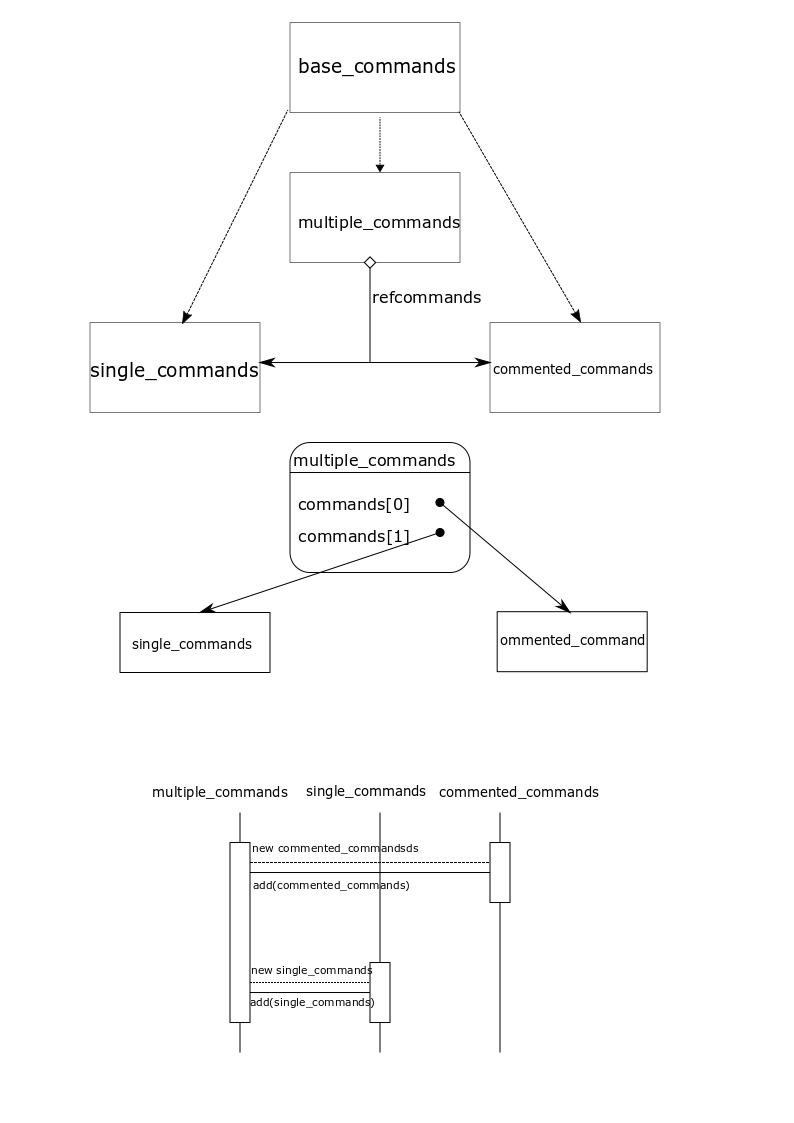 base_commands
multiple_commands
refcommands
single_commands
commented_commands
multiple_commands
commands[0]
commands[1]
single_commands
ommented_command
multiple_commands
single_commands
commented_commands
new commented_commandsds
add(commented_commands)
new single_commands
add(single_commands)